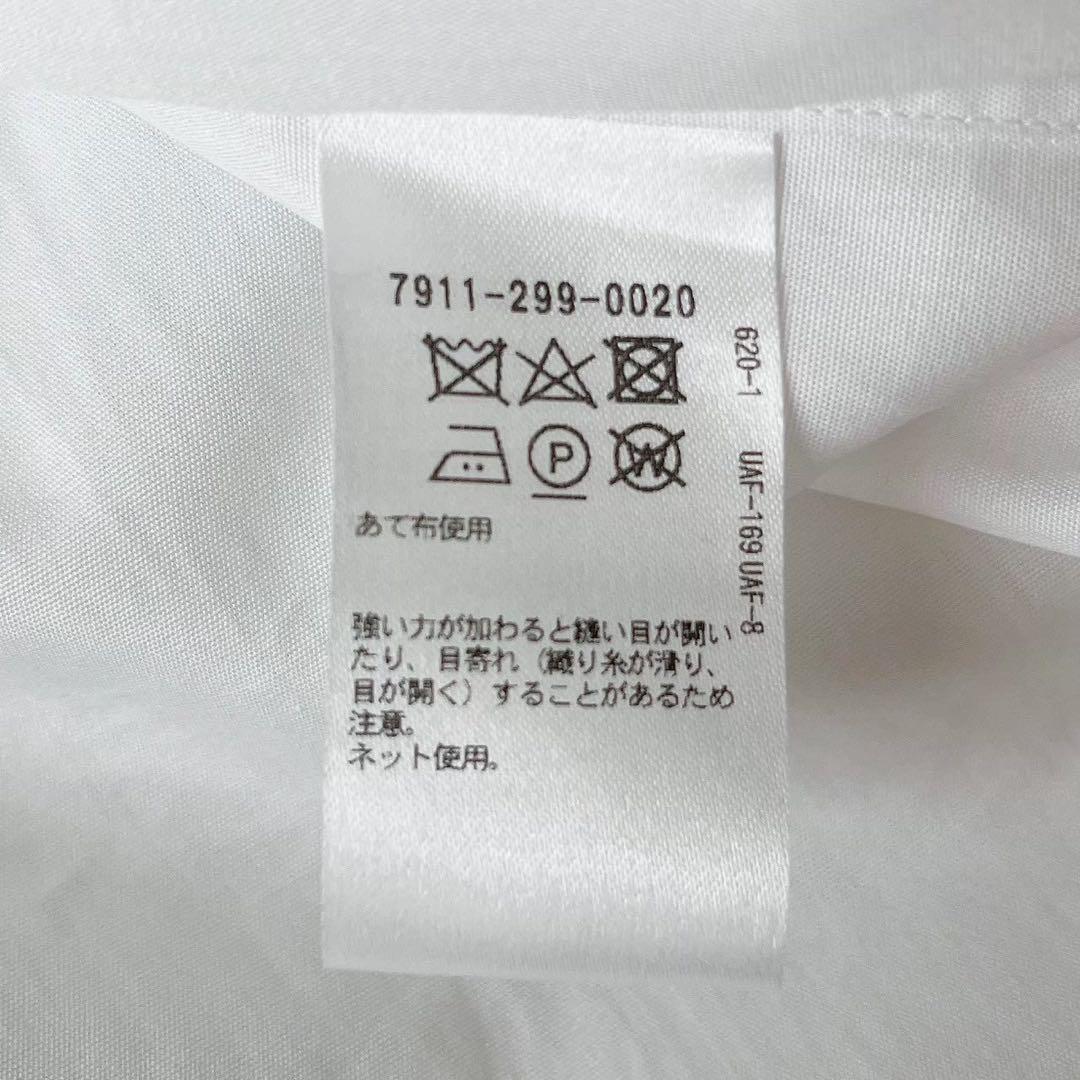 7911-299-0020
P
W
あて布使用
強い力が加わると縫い目が開い
たり、目寄れ（織り糸が滑り、
目が開く）することがあるため
注意。
ネット使用。
620-1 UAF-169 UAF-8